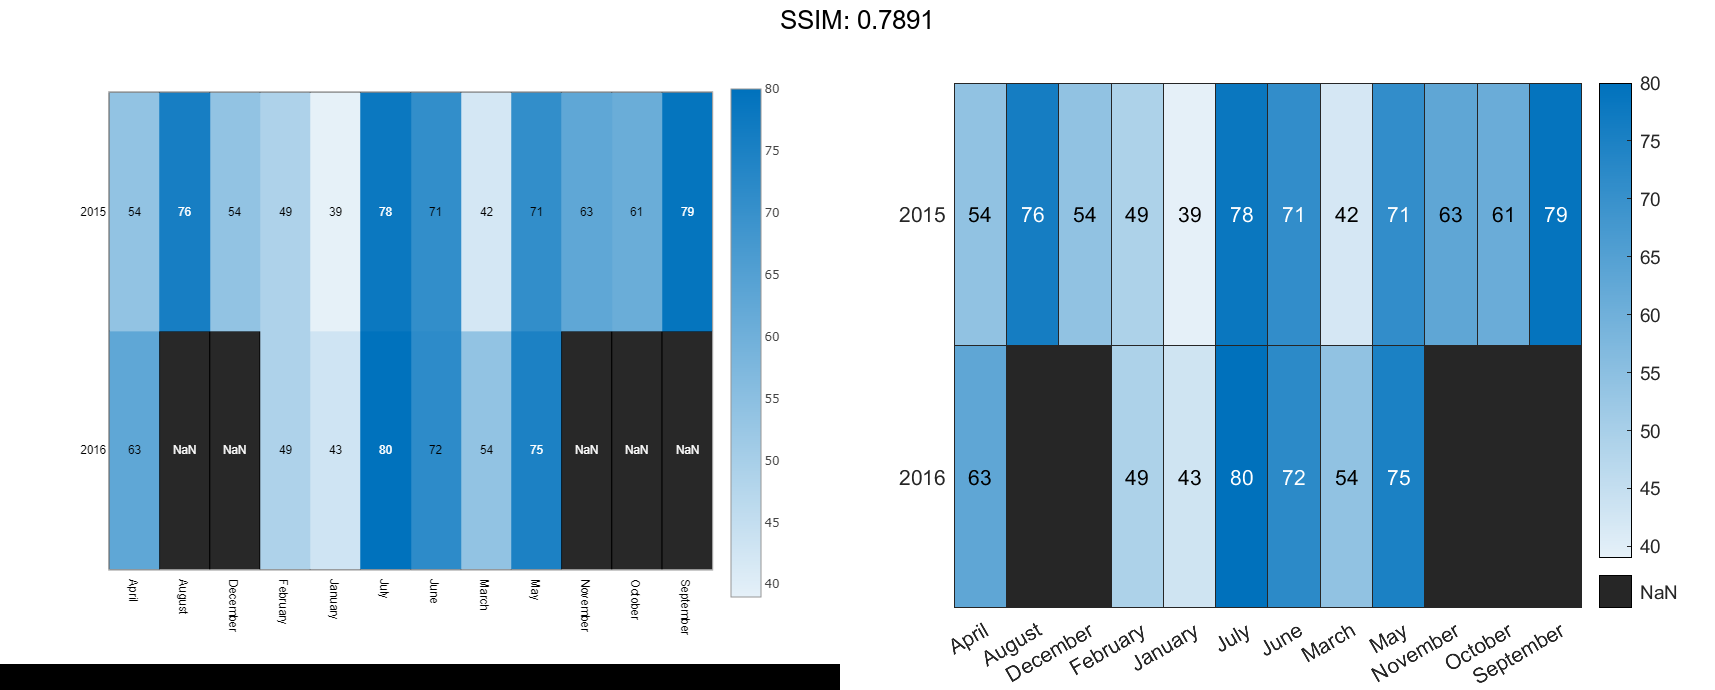 SSIM: 0.7891
2015 54 76 54 49 39 78 71 42 71 63 61 79
2016 63 NaN NaN 49 43 80 72 54 75 NaN NaN NaN
April August December February January July June March May November October September
80
75
70
65
60
55
50
45
40
2015 54 76 54 49 39 78 71 42 71 63 61 79
2016 63 49 43 80 72 54 75
April August December February January July June March May November October September
80
75
70
65
60
55
50
45
40
NaN